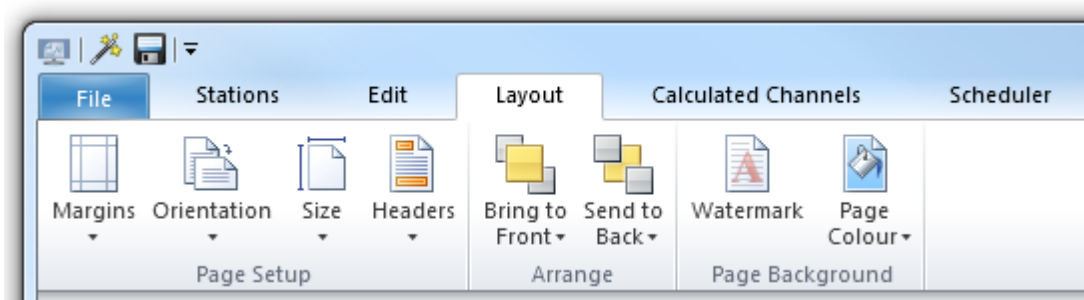 File Stations Edit Layout Calculated Channels Scheduler
Margins Orientation Size Headers Bring to Send to Watermark Page
Front Back Colour
Page Setup Arrange Page Background